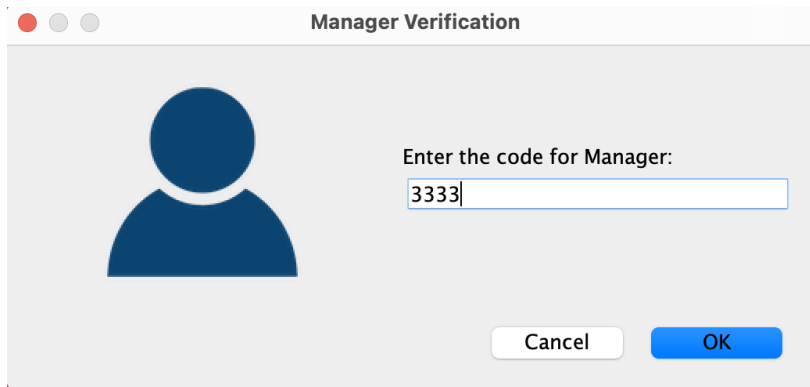 Manager Verification
Enter the code for Manager:
3333
Cancel
OK